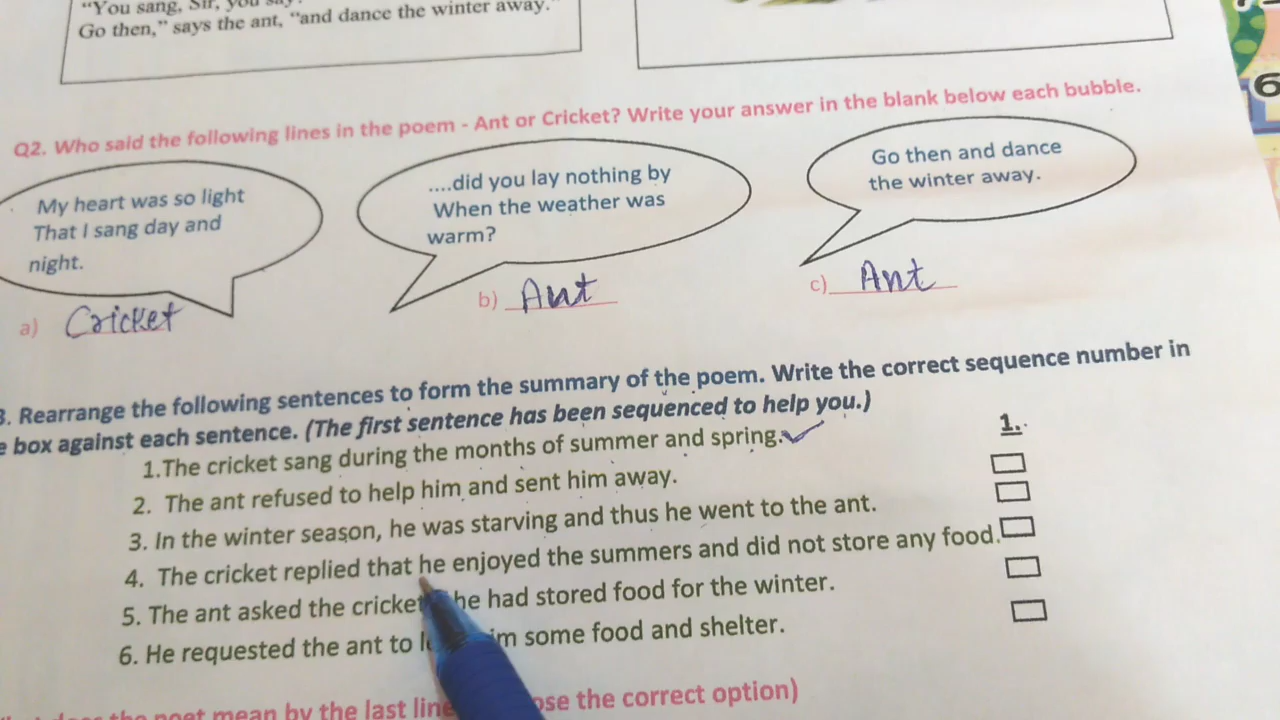 "You sang, Sir, you say?
Go then," says the ant, "and dance the winter away."
6
Q2. Who said the following lines in the poem - Ant or Cricket? Write your answer in the blank below each bubble.
My heart was so light
That I sang day and
night.
a) Cricket
....did you lay nothing by
When the weather was
warm?
b) Ant
Go then and dance
the winter away.
c) Ant
3. Rearrange the following sentences to form the summary of the poem. Write the correct sequence number in
e box against each sentence. (The first sentence has been sequenced to help you.)
1.The cricket sang during the months of summer and spring. 1.
2. The ant refused to help him and sent him away.
3. In the winter season, he was starving and thus he went to the ant.
4. The cricket replied that he enjoyed the summers and did not store any food.
5. The ant asked the cricket he had stored food for the winter.
6. He requested the ant to some food and shelter.
the poet mean by the last line the correct option)